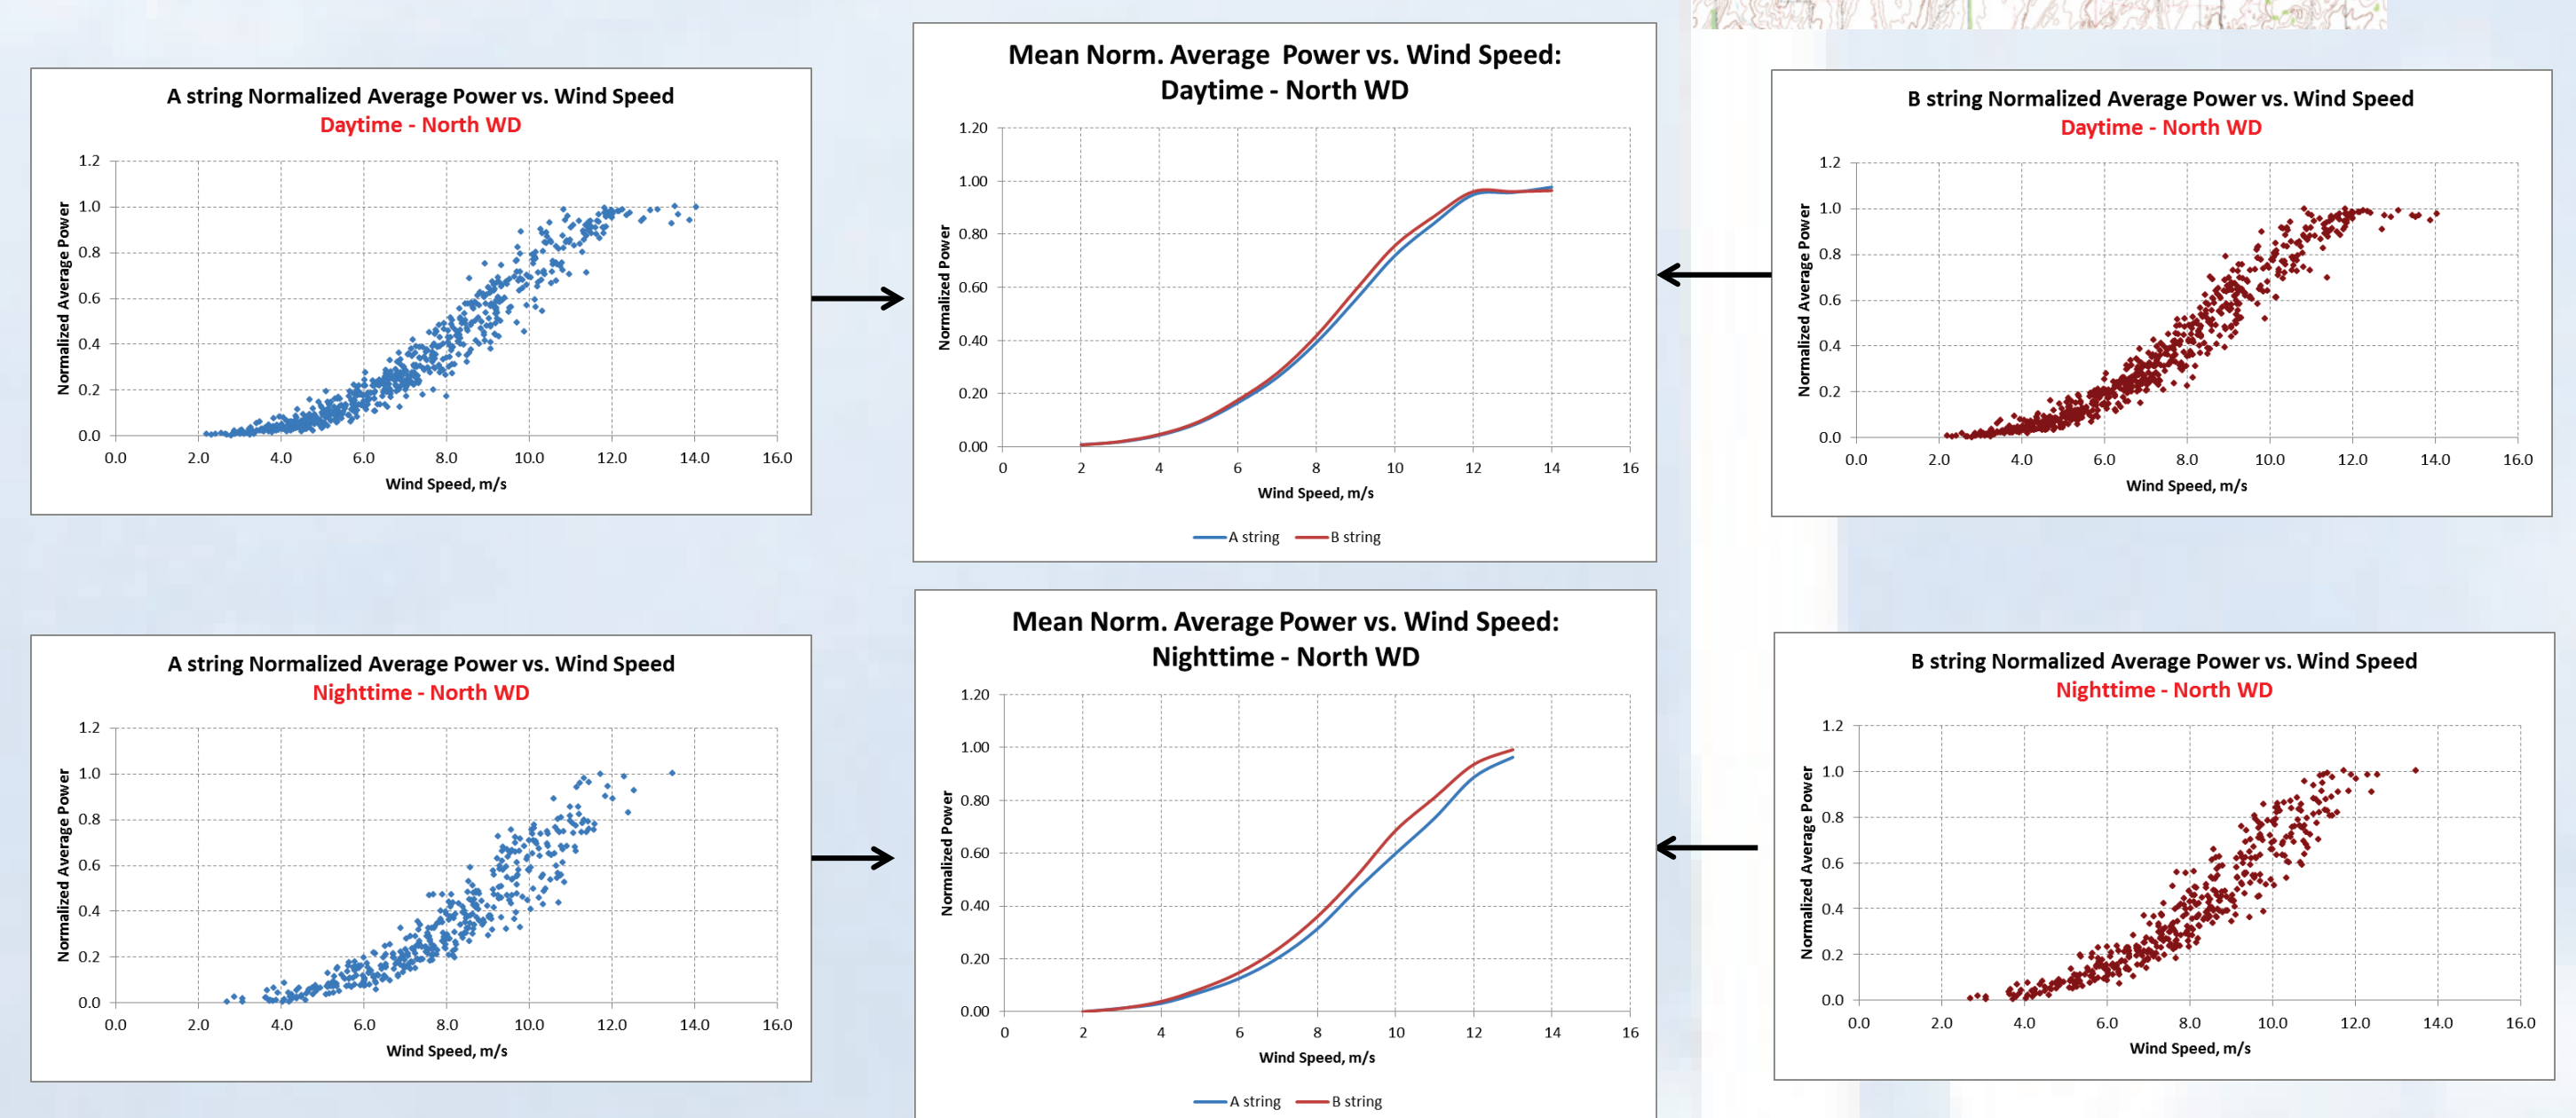 Mean Norm. Average Power vs. Wind Speed:
Daytime - North WD
1.20
1.00
0.80
0.60
0.40
0.20
0.00
Normalized Power
0 2 4 6 8 10 12 14 16
Wind Speed, m/s
A string B string
A string Normalized Average Power vs. Wind Speed
Daytime - North WD
1.2
1.0
0.8
0.6
0.4
0.2
0.0
Normalized Average Power
0.0 2.0 4.0 6.0 8.0 10.0 12.0 14.0 16.0
Wind Speed, m/s
B string Normalized Average Power vs. Wind Speed
Daytime - North WD
1.2
1.0
0.8
0.6
0.4
0.2
0.0
Normalized Average Power
0.0 2.0 4.0 6.0 8.0 10.0 12.0 14.0 16.0
Wind Speed, m/s
Mean Norm. Average Power vs. Wind Speed:
Nighttime - North WD
1.20
1.00
0.80
0.60
0.40
0.20
0.00
Normalized Power
0 2 4 6 8 10 12 14 16
Wind Speed, m/s
A string B string
A string Normalized Average Power vs. Wind Speed
Nighttime - North WD
1.2
1.0
0.8
0.6
0.4
0.2
0.0
Normalized Average Power
0.0 2.0 4.0 6.0 8.0 10.0 12.0 14.0 16.0
Wind Speed, m/s
B string Normalized Average Power vs. Wind Speed
Nighttime - North WD
1.2
1.0
0.8
0.6
0.4
0.2
0.0
Normalized Average Power
0.0 2.0 4.0 6.0 8.0 10.0 12.0 14.0 16.0
Wind Speed, m/s